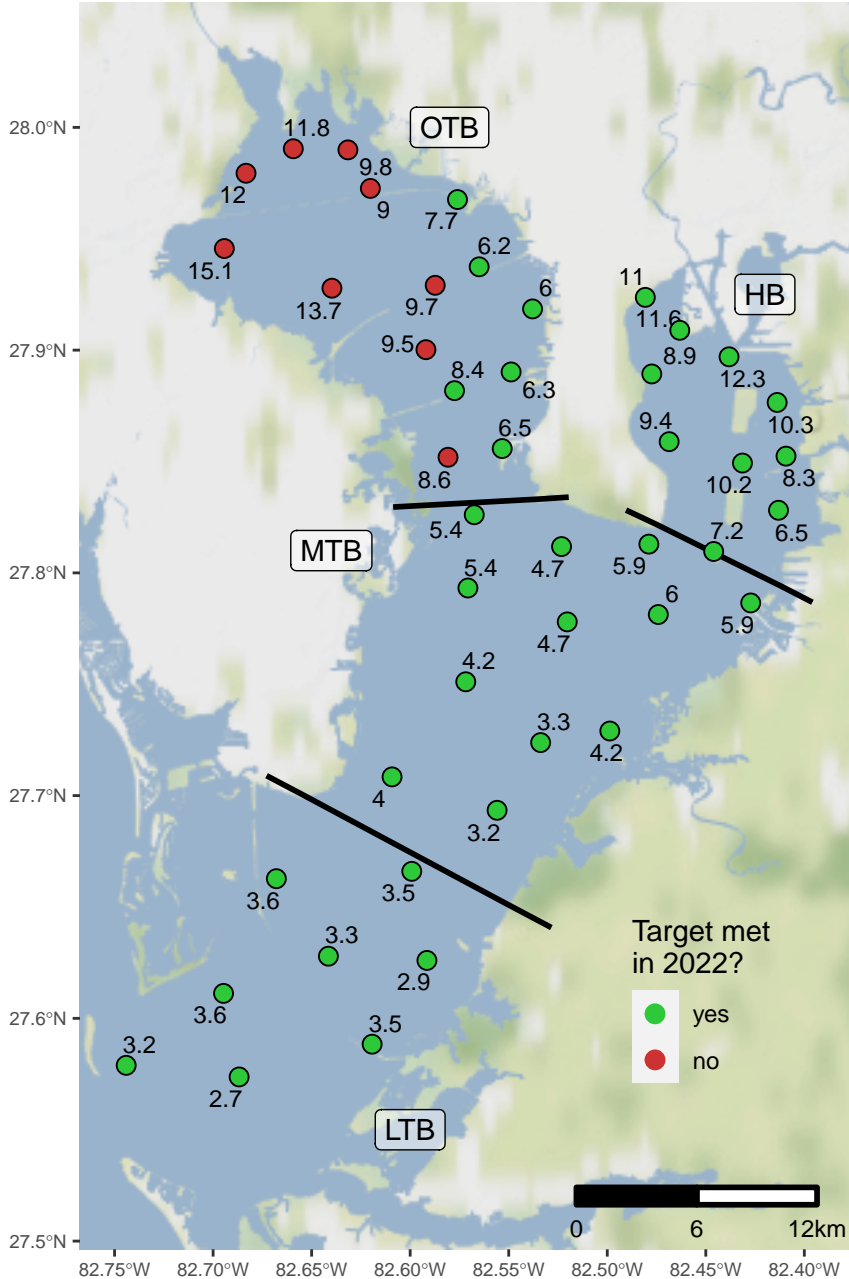 28.0°N
11.8
OTB
9.8
12
9
7.7
6.2
15.1
6
11
HB
13.7
9.7
11.6
27.9°N
9.5
8.9
8.4
12.3
6.3
10.3
9.4
6.5
8.6
10.2
8.3
5.4
7.2
6.5
MTB
4.7
5.9
27.8°N
5.4
6
5.9
4.7
4.2
3.3
4.2
27.7°N
4
3.2
3.6
3.5
3.3
Target met
in 2022?
2.9
3.6
yes
27.6°N
3.5
3.2
no
2.7
LTB
0
6
12km
27.5°N
82.75°W 82.70°W 82.65°W 82.60°W 82.55°W 82.50°W 82.45°W 82.40°W